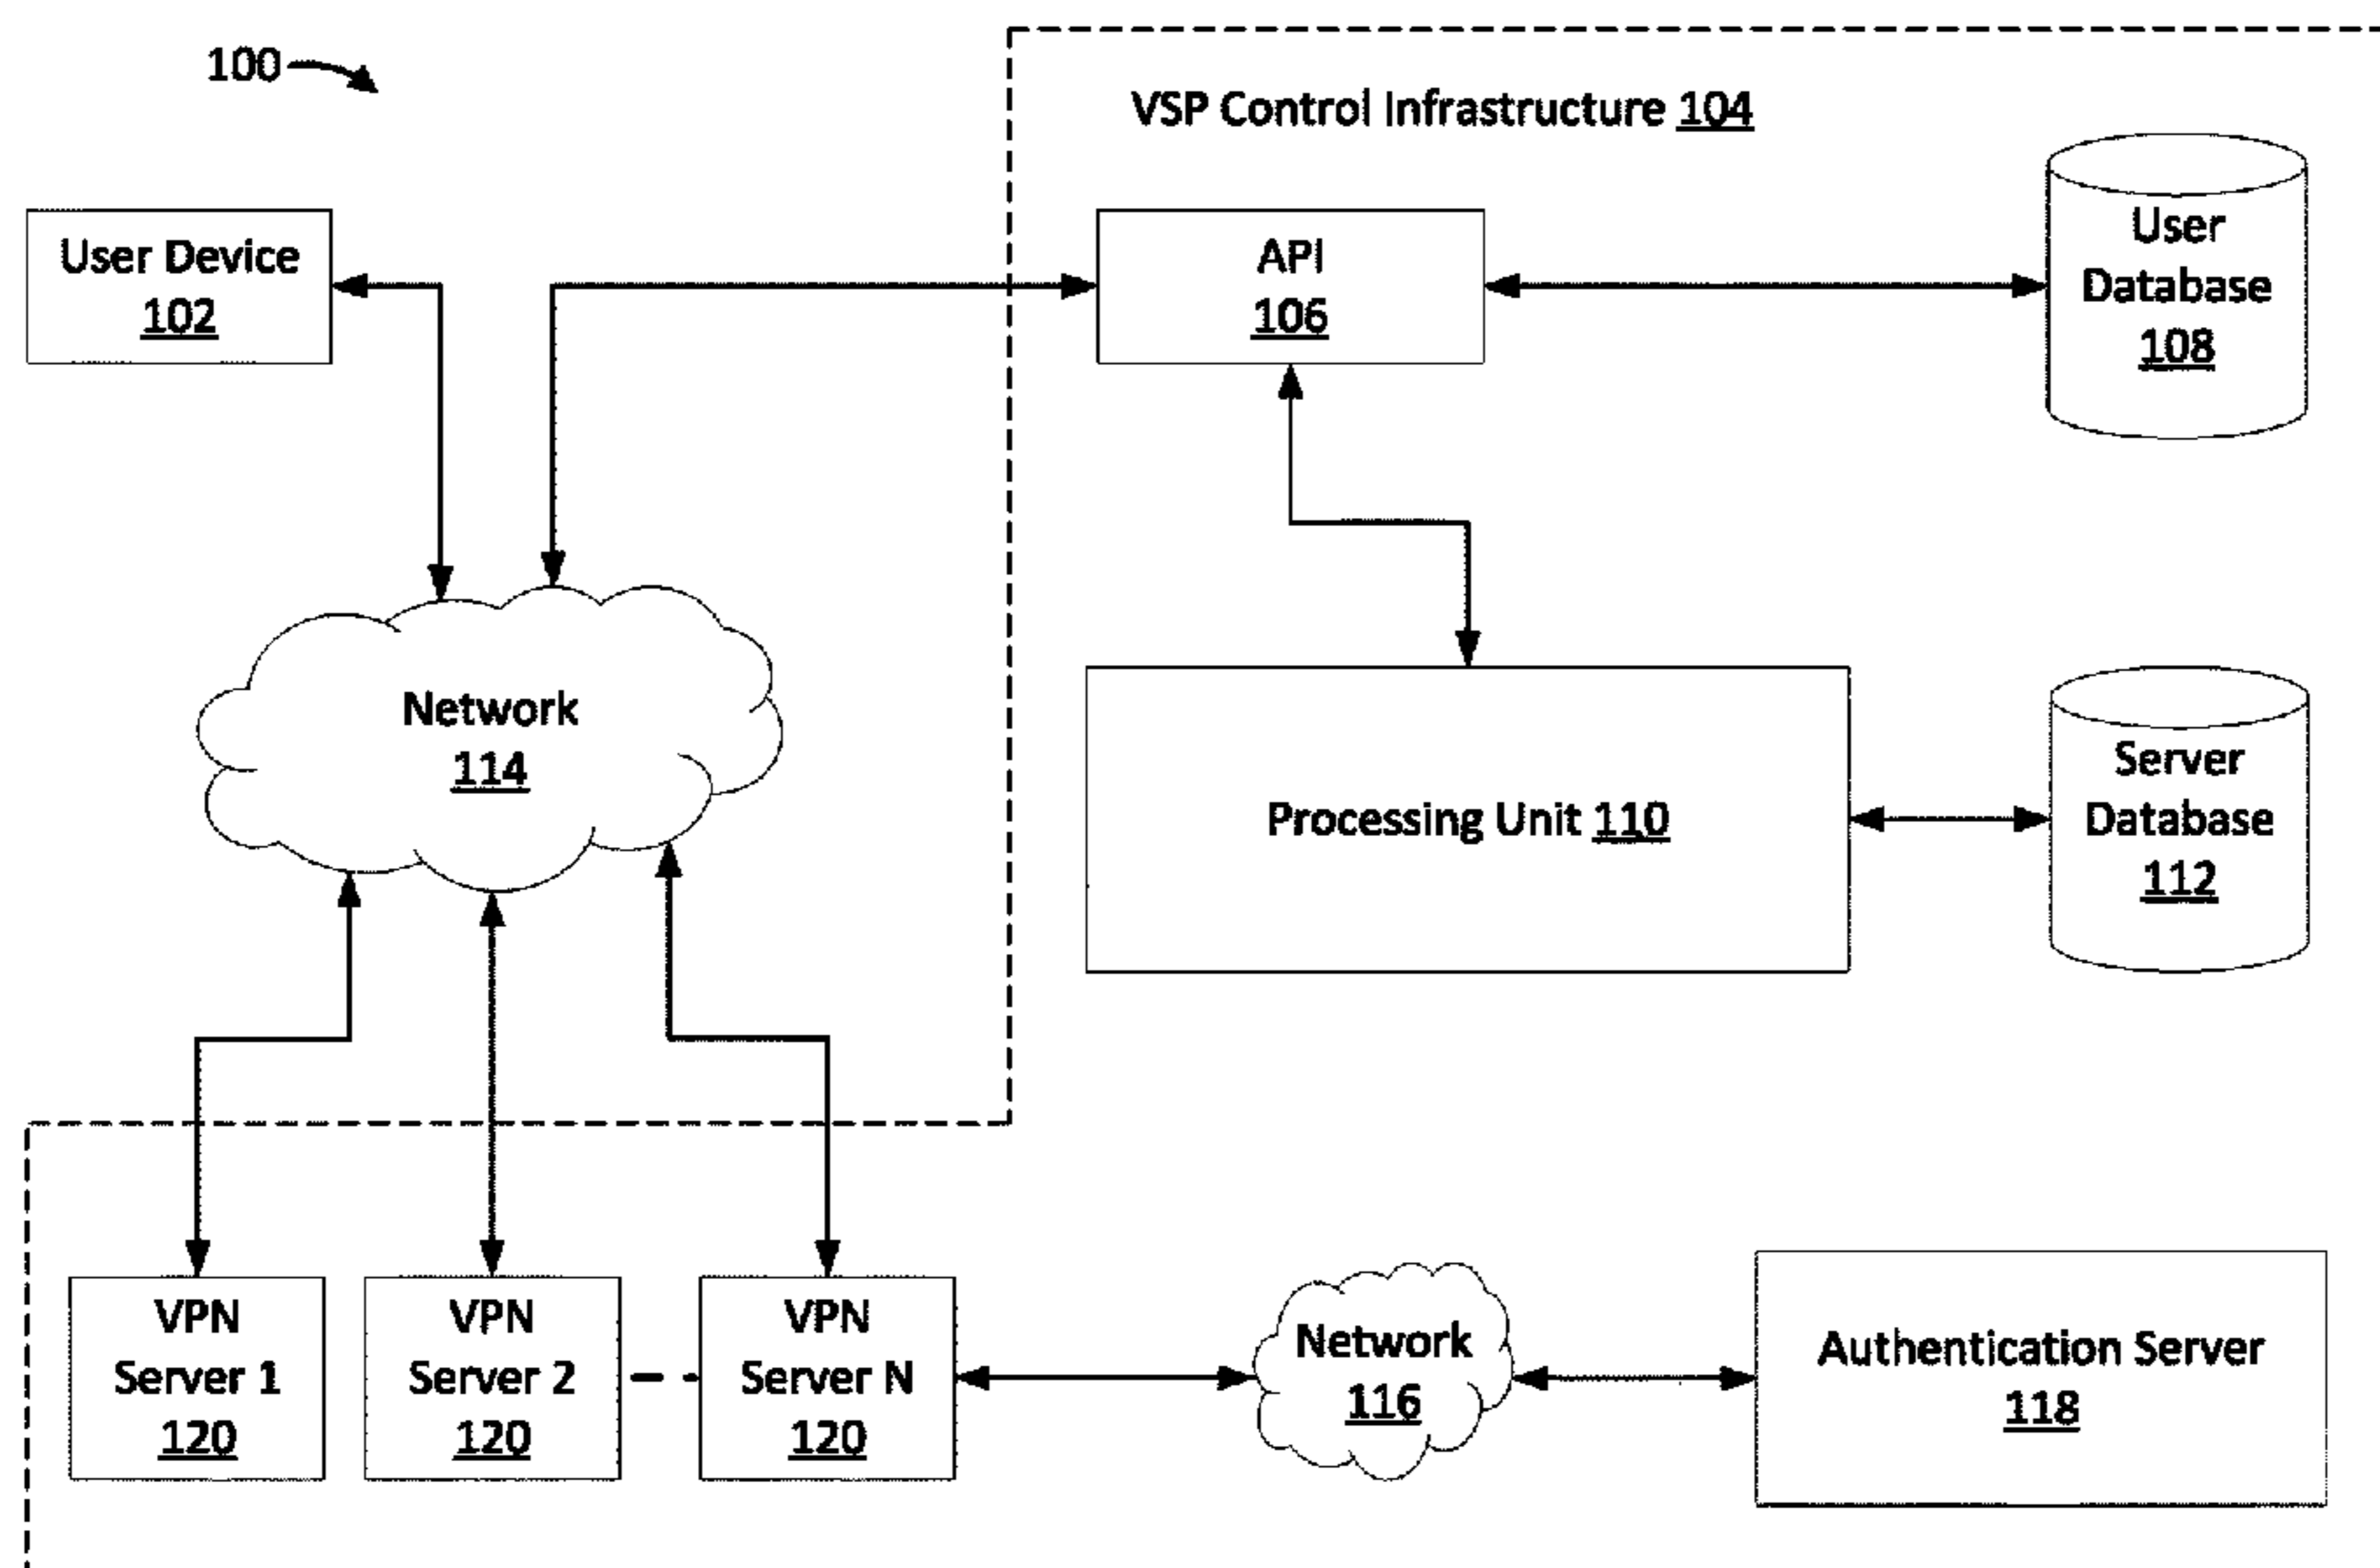 100
VSP Control Infrastructure 104
User Device
102
API
106
User
Database
108
Network
114
Processing Unit 110
Server
Database
112
VPN
Server 1
120
VPN
Server 2
120
VPN
Server N
120
Network
116
Authentication Server
118